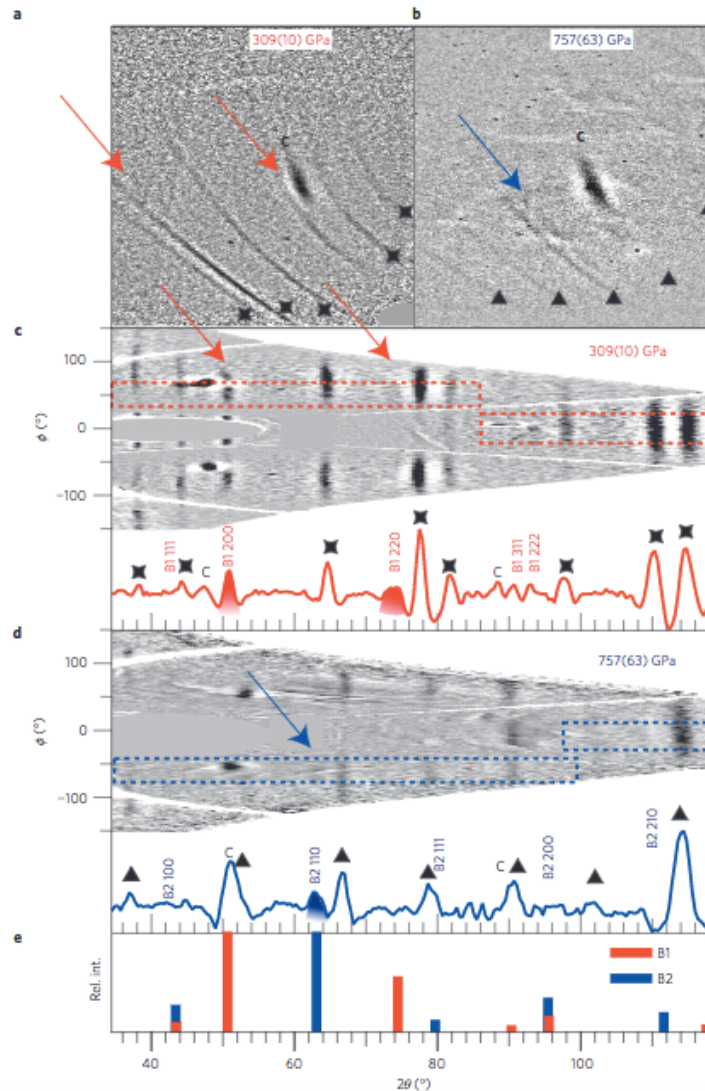 a
b
309(10) GPa
757(63) GPa
C
C
c
309(10) GPa
100
0
−100
ϕ (°)
B1 111
C
B1 200
B1 220
C
B1 311
B1 222
d
757(63) GPa
100
0
−100
ϕ (°)
B2 100
C
B2 110
B2 111
C
B2 200
B2 210
e
Rel. int.
B1
B2
40
60
80
100
2θ (°)